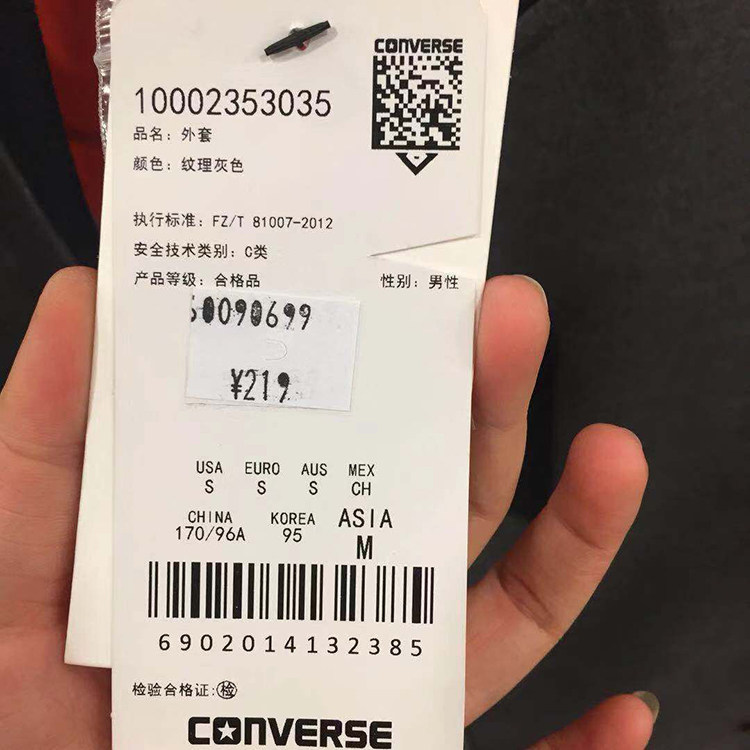 CONVERSE
10002353035
品名: 外套
颜色: 纹理灰色
执行标准: FZ/T 81007-2012
安全技术类别: C类
产品等级: 合格品 性别: 男性
60090699
¥219
USA EURO AUS MEX
S S S CH
CHINA KOREA ASIA
170/96A 95 M
6902014132385
检验合格证: 检
CONVERSE